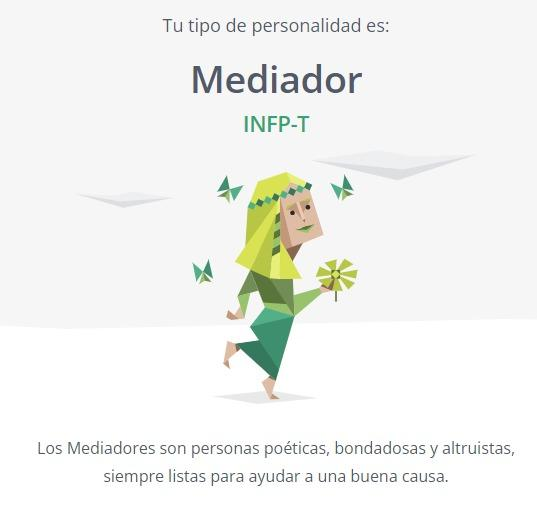 Tu tipo de personalidad es:
Mediador
INFP-T
Los Mediadores son personas poéticas, bondadosas y altruistas,
siempre listas para ayudar a una buena causa.